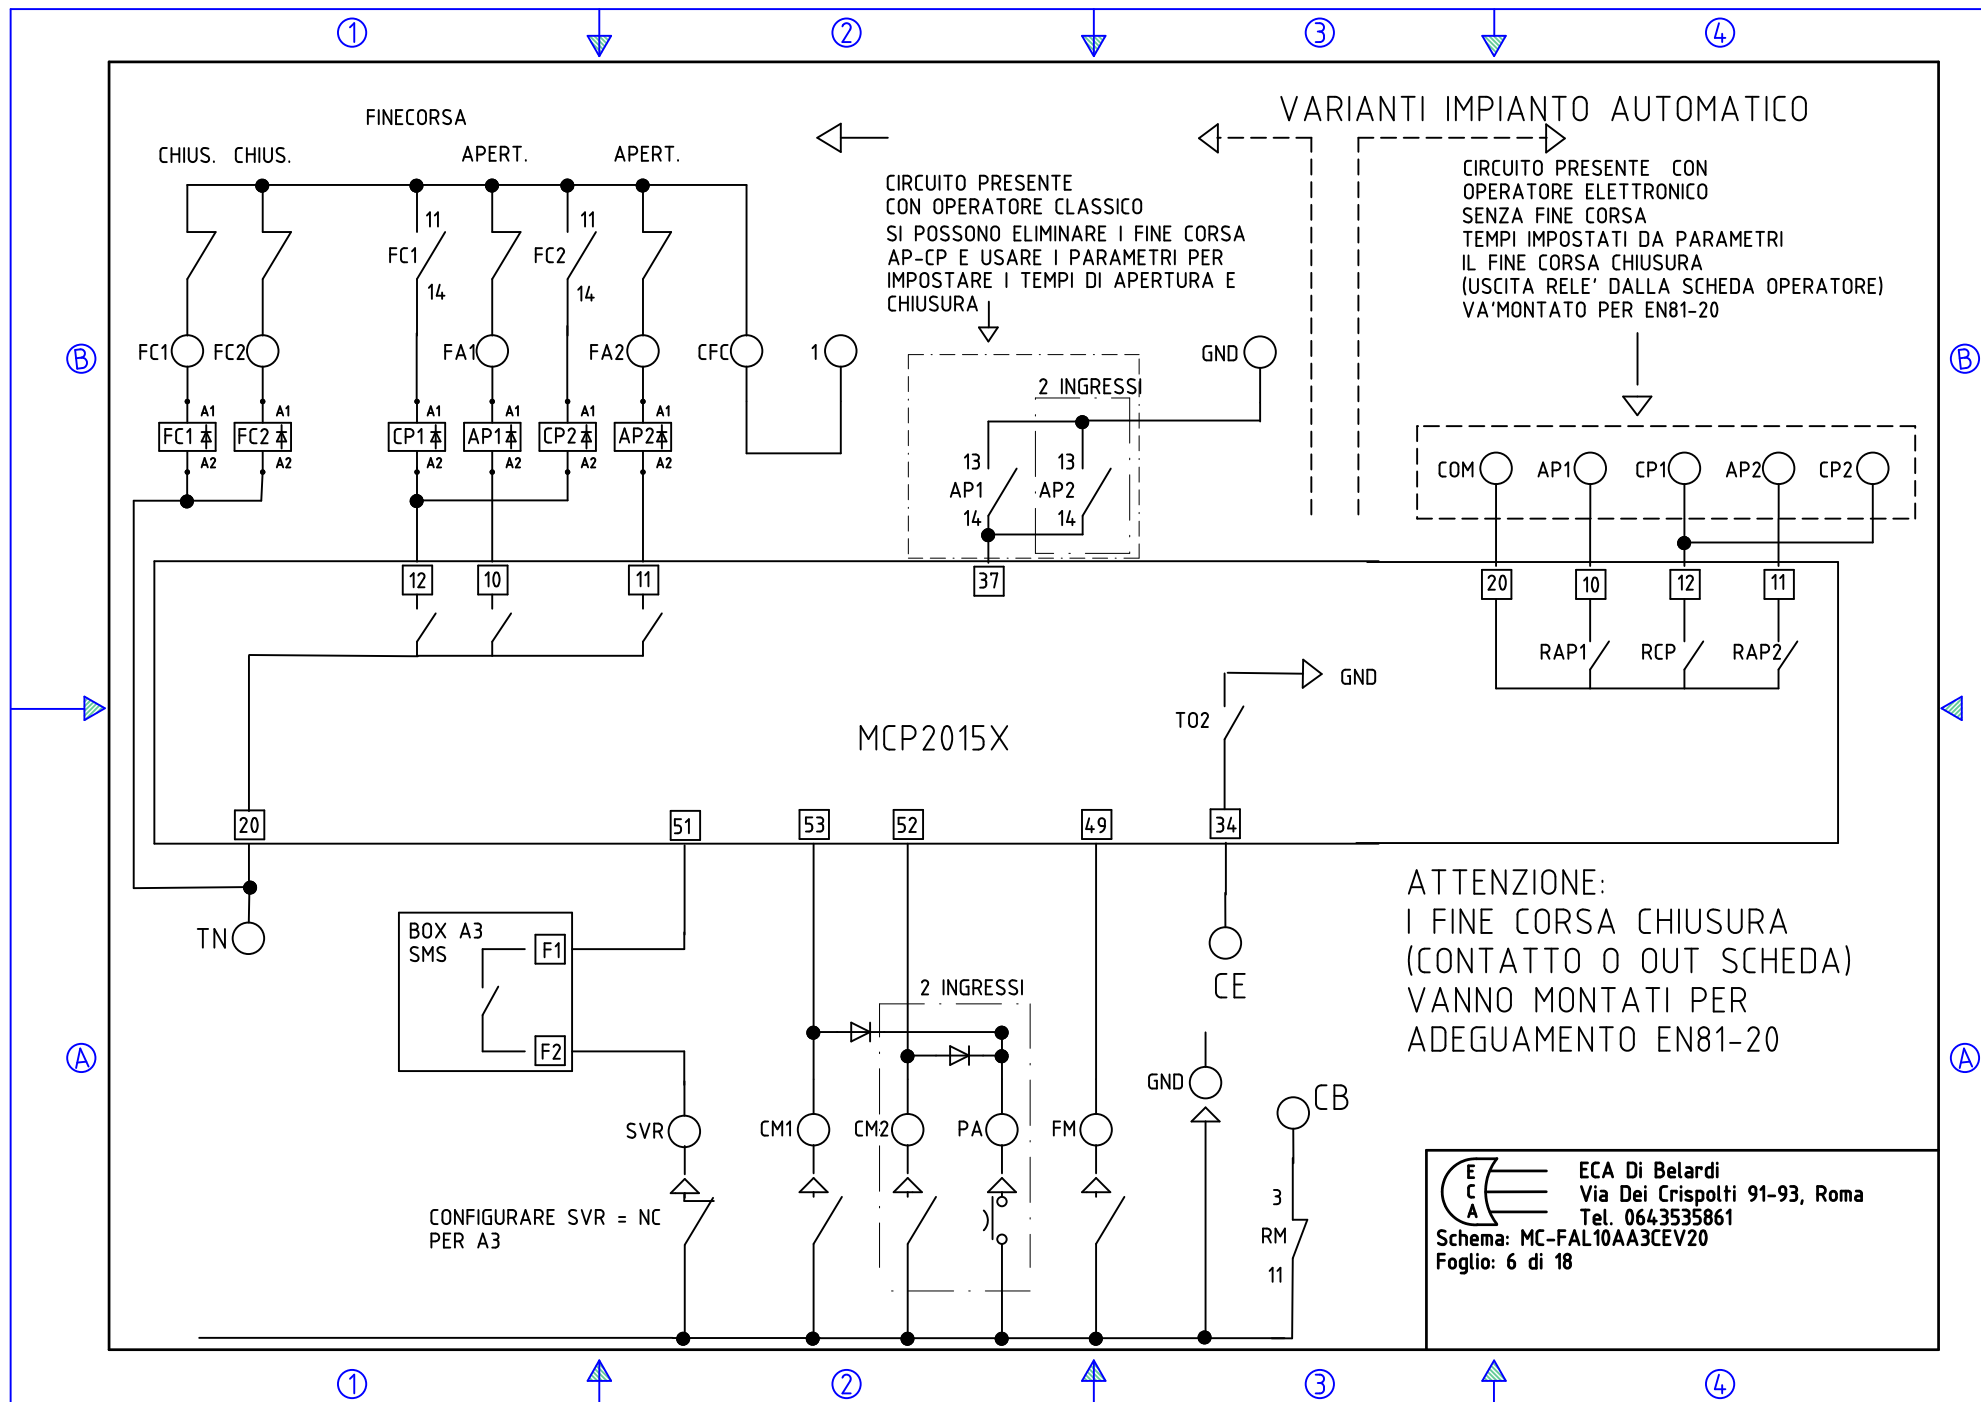 1
2
3
4
VARIANTI IMPIANTO AUTOMATICO
FINECORSA
CHIUS.
CHIUS.
APERT.
APERT.
CIRCUITO PRESENTE
CON OPERATORE CLASSICO
SI POSSONO ELIMINARE I FINE CORSA
AP-CP E USARE I PARAMETRI PER
IMPOSTARE I TEMPI DI APERTURA E
CHIUSURA
CIRCUITO PRESENTE CON
OPERATORE ELETTRONICO
SENZA FINE CORSA
TEMPI IMPOSTATI DA PARAMETRI
IL FINE CORSA CHIUSURA
(USCITA RELE' DALLA SCHEDA OPERATORE)
VA'MONTATO PER EN81-20
11
FC1
14
11
FC2
14
B
FC1
FC2
FA1
FA2
CFC
1
GND
B
2 INGRESSI
A1
A1
A1
A1
A1
A1
FC1
FC2
CP1
AP1
CP2
AP2
A2
A2
A2
A2
A2
A2
13
AP1
14
13
AP2
14
COM
AP1
CP1
AP2
CP2
12
10
11
37
20
10
12
11
RAP1
RCP
RAP2
GND
TO2
MCP2015X
20
51
53
52
49
34
TN
BOX A3
SMS
F1
F2
2 INGRESSI
CE
ATTENZIONE:
I FINE CORSA CHIUSURA
(CONTATTO O OUT SCHEDA)
VANNO MONTATI PER
ADEGUAMENTO EN81-20
A
A
GND
CB
SVR
CM1
CM2
PA
FM
CONFIGURARE SVR = NC
PER A3
3
RM
11
E
C
A
ECA Di Belardi
Via Dei Crispolti 91-93, Roma
Tel. 0643535861
Schema: MC-FAL10AA3CEV20
Foglio: 6 di 18
1
2
3
4